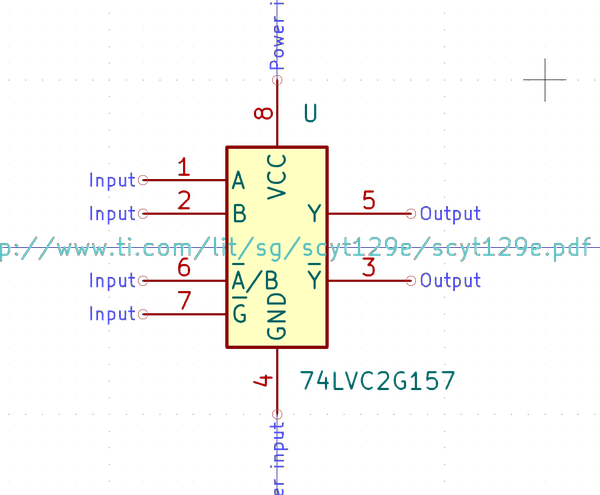 Power i
8
U
Input
1
A
VCC
Input
2
B
Y
5
Output
p://www.ti.com/lit/sg/scyt129e/scyt129e.pdf
Input
6
A̅/B
Y̅
3
Output
Input
7
G̅
GND
4
74LVC2G157
er input